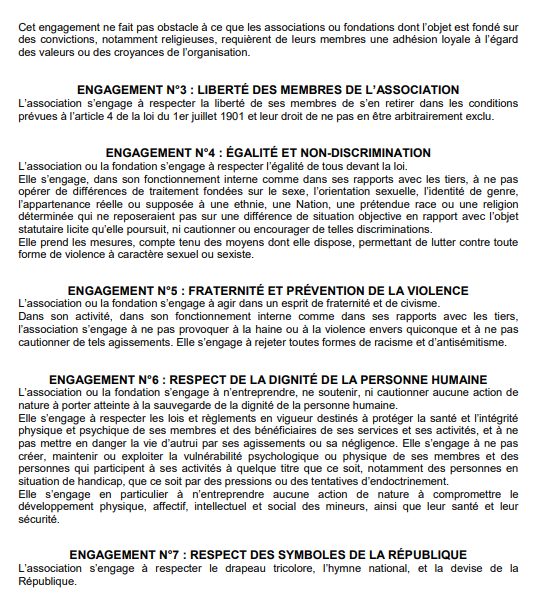 Cet engagement ne fait pas obstacle à ce que les associations ou fondations dont l'objet est fondé sur
des convictions, notamment religieuses, requièrent de leurs membres une adhésion loyale à l'égard
des valeurs ou des croyances de l'organisation.
ENGAGEMENT N°3 : LIBERTÉ DES MEMBRES DE L'ASSOCIATION
L'association s'engage à respecter la liberté de ses membres de s'en retirer dans les conditions
prévues à l'article 4 de la loi du 1er juillet 1901 et leur droit de ne pas en être arbitrairement exclu.
ENGAGEMENT N°4 : ÉGALITÉ ET NON-DISCRIMINATION
L'association ou la fondation s'engage à respecter l'égalité de tous devant la loi.
Elle s'engage, dans son fonctionnement interne comme dans ses rapports avec les tiers, à ne pas
opérer de différences de traitement fondées sur le sexe, l'orientation sexuelle, l'identité de genre,
l'appartenance réelle ou supposée à une ethnie, une Nation, une prétendue race ou une religion
déterminée qui ne reposeraient pas sur une différence de situation objective en rapport avec l'objet
statutaire licite qu'elle poursuit, ni cautionner ou encourager de telles discriminations.
Elle prend les mesures, compte tenu des moyens dont elle dispose, permettant de lutter contre toute
forme de violence à caractère sexuel ou sexiste.
ENGAGEMENT N°5 : FRATERNITÉ ET PRÉVENTION DE LA VIOLENCE
L'association ou la fondation s'engage à agir dans un esprit de fraternité et de civisme.
Dans son activité, dans son fonctionnement interne comme dans ses rapports avec les tiers,
l'association s'engage à ne pas provoquer à la haine ou à la violence envers quiconque et à ne pas
cautionner de tels agissements. Elle s'engage à rejeter toutes formes de racisme et d'antisémitisme.
ENGAGEMENT N°6 : RESPECT DE LA DIGNITÉ DE LA PERSONNE HUMAINE
L'association ou la fondation s'engage à n'entreprendre, ne soutenir, ni cautionner aucune action de
nature à porter atteinte à la sauvegarde de la dignité de la personne humaine.
Elle s'engage à respecter les lois et règlements en vigueur destinés à protéger la santé et l'intégrité
physique et psychique de ses membres et des bénéficiaires de ses services et ses activités, et à ne
pas mettre en danger la vie d'autrui par ses agissements ou sa négligence. Elle s'engage à ne pas
créer, maintenir ou exploiter la vulnérabilité psychologique ou physique de ses membres et des
personnes qui participent à ses activités à quelque titre que ce soit, notamment des personnes en
situation de handicap, que ce soit par des pressions ou des tentatives d'endoctrinement.
Elle s'engage en particulier à n'entreprendre aucune action de nature à compromettre le
développement physique, affectif, intellectuel et social des mineurs, ainsi que leur santé et leur
sécurité.
ENGAGEMENT N°7 : RESPECT DES SYMBOLES DE LA RÉPUBLIQUE
L'association s'engage à respecter le drapeau tricolore, l'hymne national, et la devise de la
République.